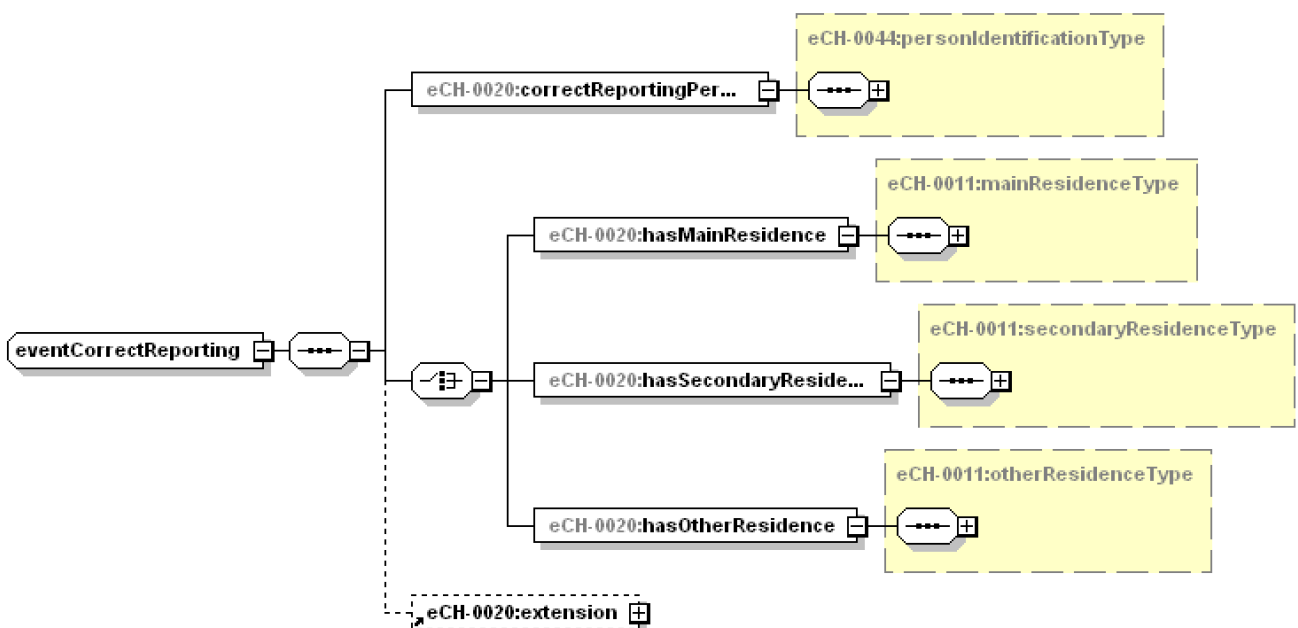 eCH-0044:personIdentificationType
eCH-0020:correctReportingPer...
eCH-0011:mainResidenceType
eCH-0020:hasMainResidence
eCH-0011:secondaryResidenceType
eventCorrectReporting
eCH-0020:hasSecondaryReside...
eCH-0011:otherResidenceType
eCH-0020:hasOtherResidence
eCH-0020:extension